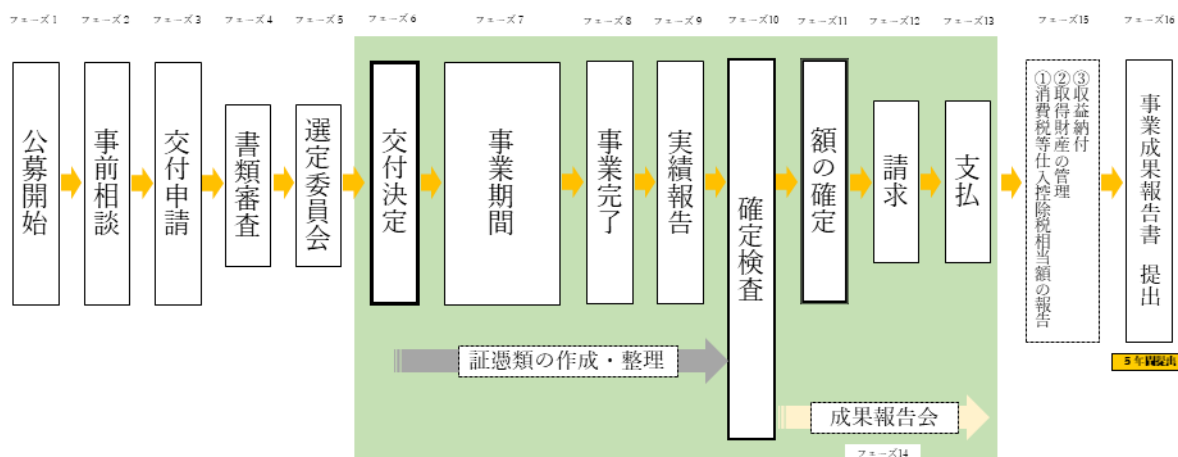 フェーズ1
フェーズ2
フェーズ3
フェーズ4
フェーズ5
フェーズ6
フェーズ7
フェーズ8
フェーズ9
フェーズ10
フェーズ11
フェーズ12
フェーズ13
フェーズ15
フェーズ16
公募開始
事前相談
交付申請
書類審査
選定委員会
交付決定
事業期間
事業完了
実績報告
確定検査
額の確定
請求
支払
③収益納付
②取得財産の管理
①消費税等仕入控除税相当額の報告
事業成果報告書 提出
5年間提出
証憑類の作成・整理
成果報告会
フェーズ14